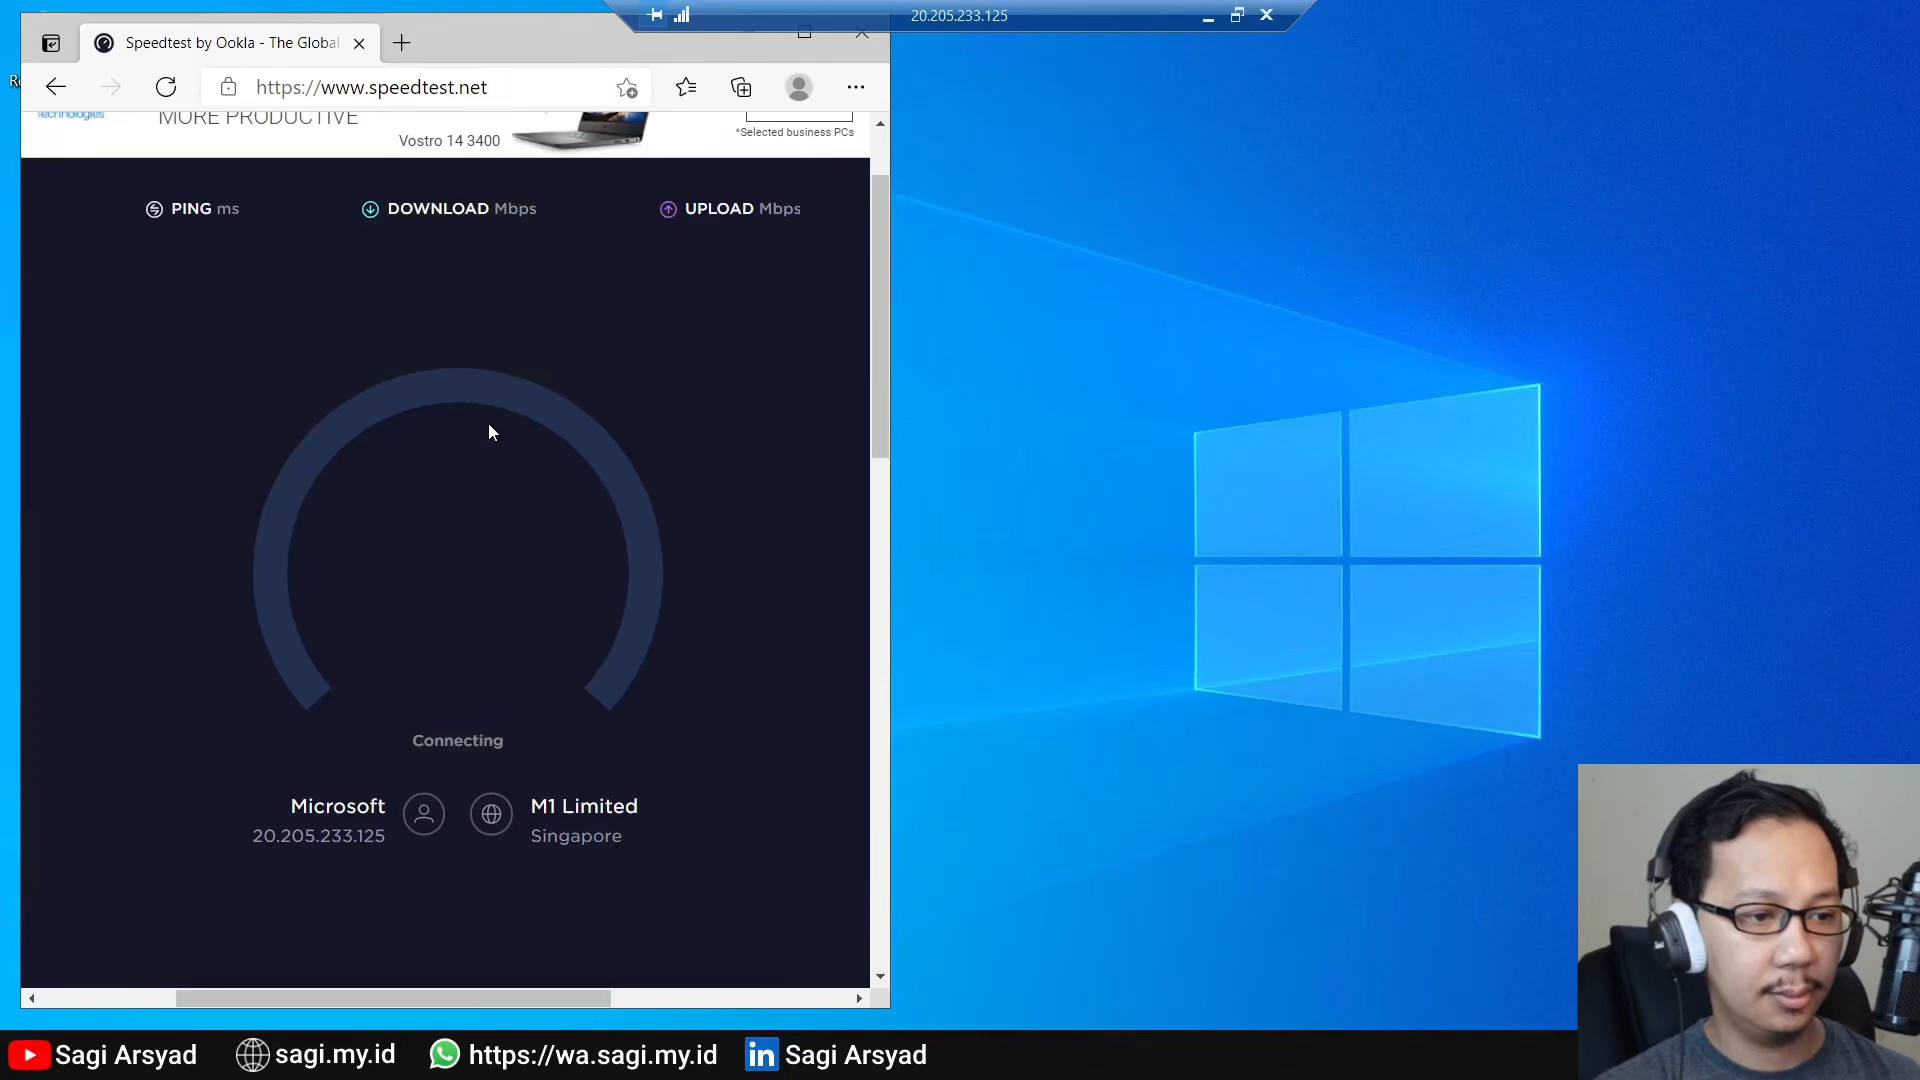 20.205.233.125
Speedtest by Ookla - The Global
https://www.speedtest.net
Technologies
MORE PRODUCTIVE
Vostro 14 3400
*Selected business PCs
PING ms
DOWNLOAD Mbps
UPLOAD Mbps
Connecting
Microsoft
20.205.233.125
M1 Limited
Singapore
Sagi Arsyad
sagi.my.id
https://wa.sagi.my.id
in Sagi Arsyad